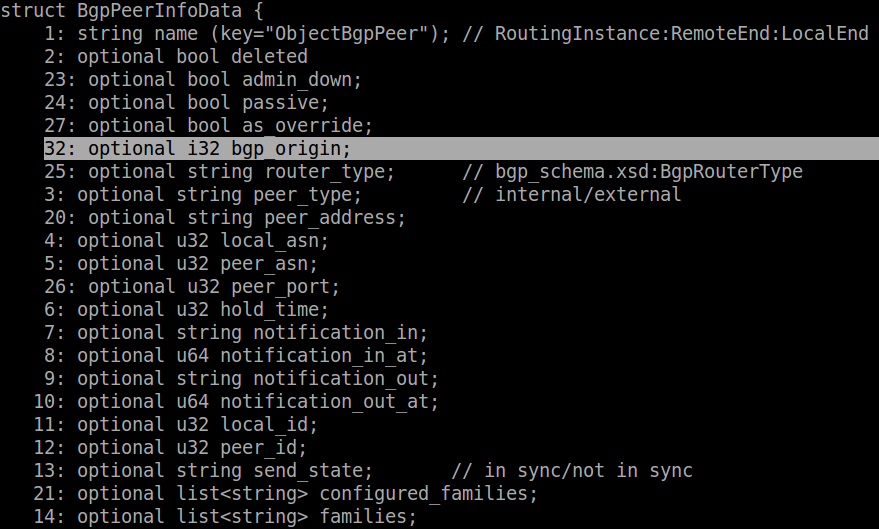 struct BgpPeerInfoData {
1: string name (key="ObjectBgpPeer"); // RoutingInstance:RemoteEnd:LocalEnd
2: optional bool deleted
23: optional bool admin_down;
24: optional bool passive;
27: optional bool as_override;
32: optional i32 bgp_origin;
25: optional string router_type; // bgp_schema.xsd:BgpRouterType
3: optional string peer_type; // internal/external
20: optional string peer_address;
4: optional u32 local_asn;
5: optional u32 peer_asn;
26: optional u32 peer_port;
6: optional u32 hold_time;
7: optional string notification_in;
8: optional u64 notification_in_at;
9: optional string notification_out;
10: optional u64 notification_out_at;
11: optional u32 local_id;
12: optional u32 peer_id;
13: optional string send_state; // in sync/not in sync
21: optional list<string> configured_families;
14: optional list<string> families;